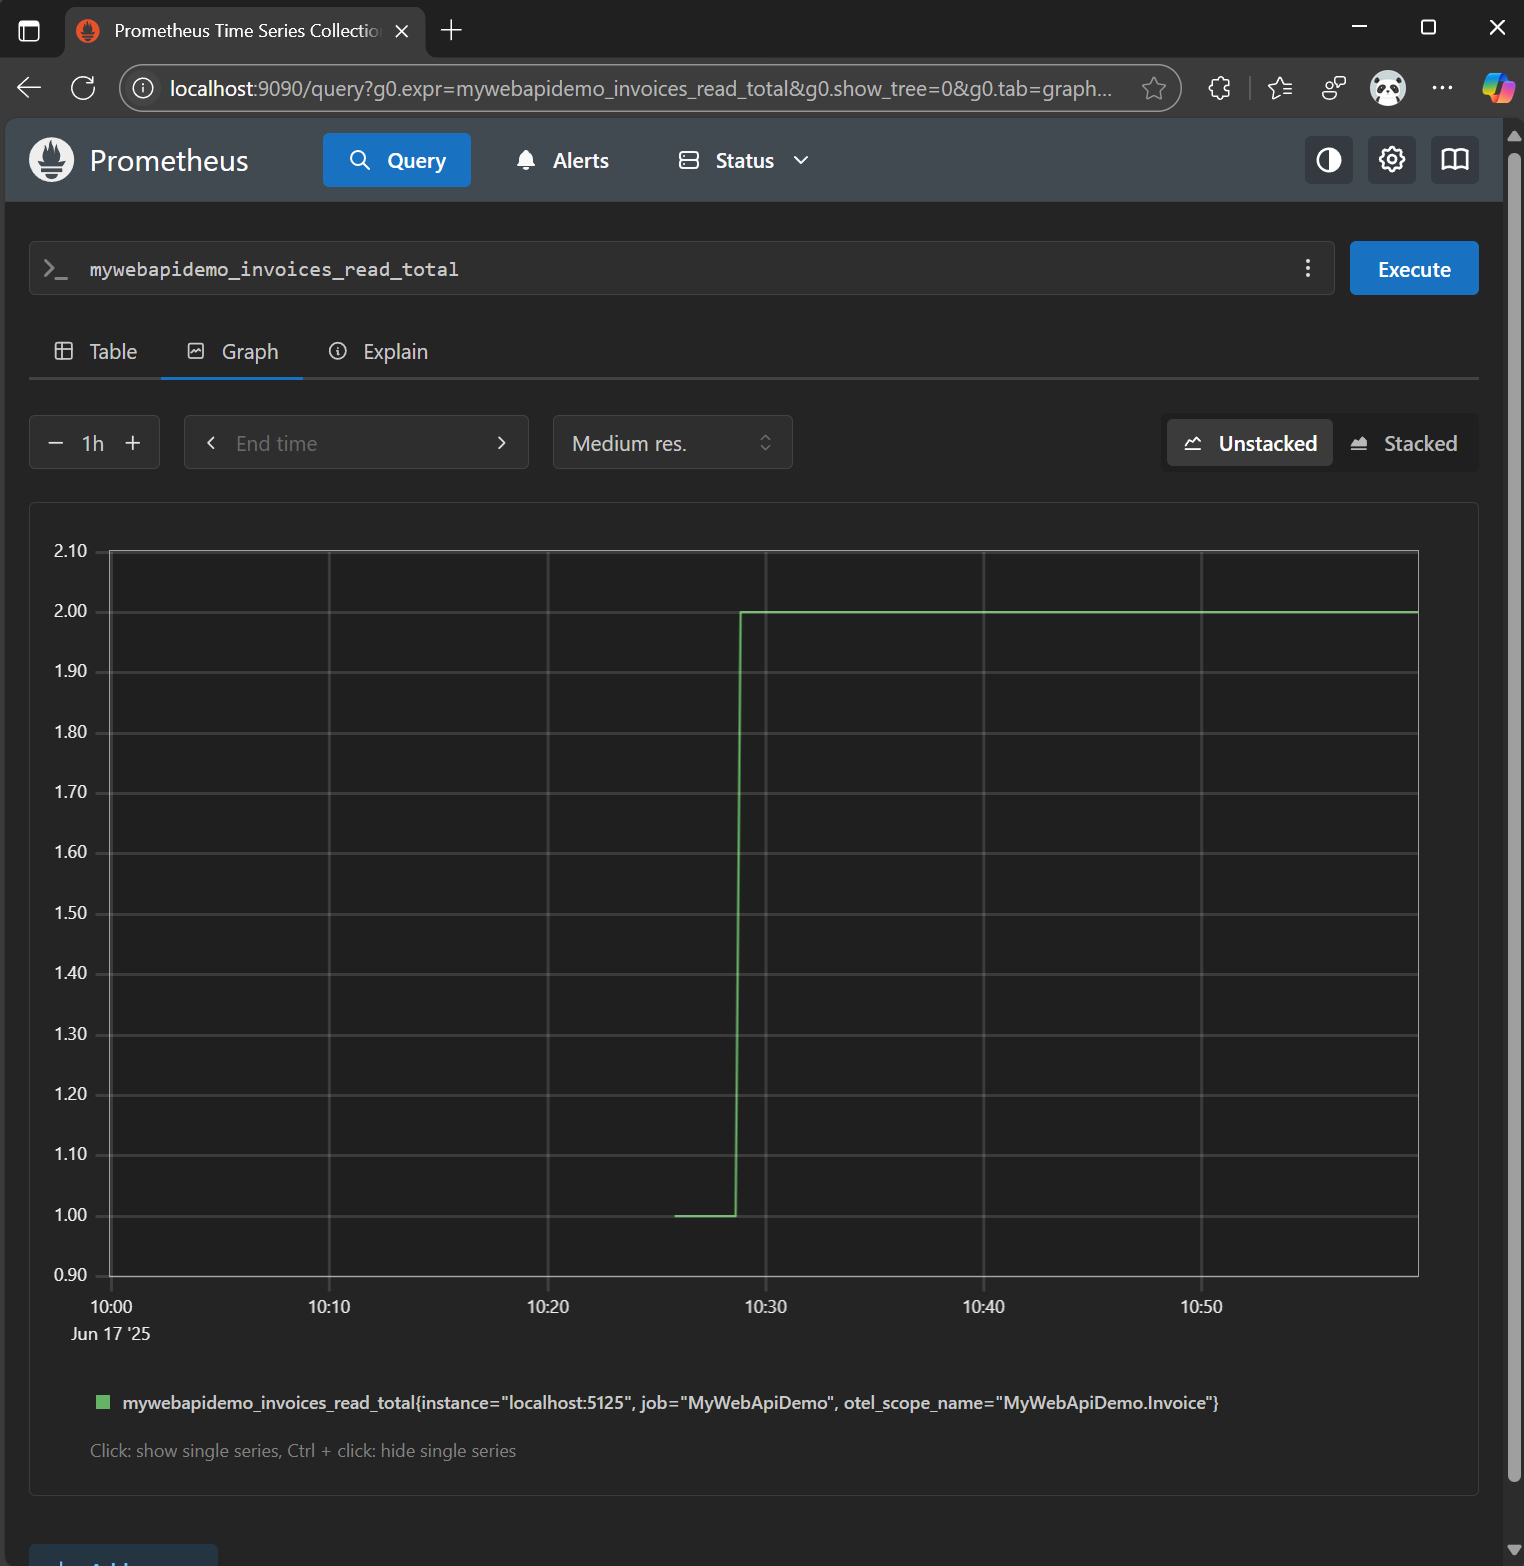 Prometheus Time Series Collectio
localhost:9090/query?g0.expr=mywebapidemo_invoices_read_total&g0.show_tree=0&g0.tab=graph...
Prometheus Query Alerts Status
>_ mywebapidemo_invoices_read_total Execute
Table Graph Explain
− 1h + End time Medium res. Unstacked Stacked
2.10
2.00
1.90
1.80
1.70
1.60
1.50
1.40
1.30
1.20
1.10
1.00
0.90
10:00 10:10 10:20 10:30 10:40 10:50
Jun 17 '25
mywebapidemo_invoices_read_total{instance="localhost:5125", job="MyWebApiDemo", otel_scope_name="MyWebApiDemo.Invoice"}
Click: show single series, Ctrl + click: hide single series